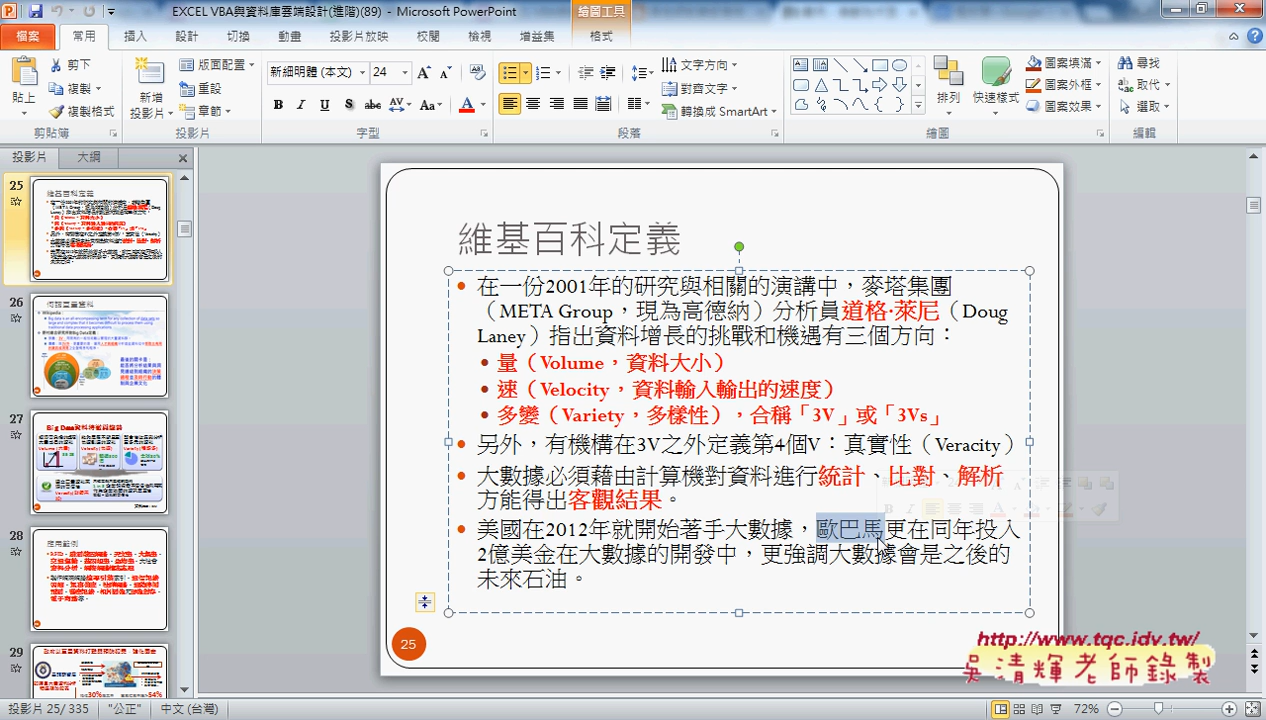 EXCEL VBA與資料庫雲端設計(進階)(89) - Microsoft PowerPoint
繪圖工具
檔案 常用 插入 設計 切換 動畫 投影片放映 校閱 檢視 增益集 格式
貼上 剪下 複製 複製格式 剪貼簿
新增投影片 版面配置 重設 章節 投影片
新細明體 (本文) 24 字型
文字方向 對齊文字 轉換成 SmartArt 段落
排列 快速樣式 圖案填滿 圖案外框 圖案效果 繪圖
尋找 取代 選取 編輯
投影片 大綱
25
26
27
28
29
維基百科定義
在一份2001年的研究與相關的演講中，麥塔集團
（META Group，現為高德納）分析員道格·萊尼（Doug
Laney）指出資料增長的挑戰和機遇有三個方向：
量（Volume，資料大小）
速（Velocity，資料輸入輸出的速度）
多變（Variety，多樣性），合稱「3V」或「3Vs」
另外，有機構在3V之外定義第4個V：真實性（Veracity）
大數據必須藉由計算機對資料進行統計、比對、解析
方能得出客觀結果。
美國在2012年就開始著手大數據，歐巴馬更在同年投入
2億美金在大數據的開發中，更強調大數據會是之後的
未來石油。
25
http://www.tqc.idv.tw/
吳清輝老師錄製
投影片 25/335 "公正" 中文 (台灣) 72%